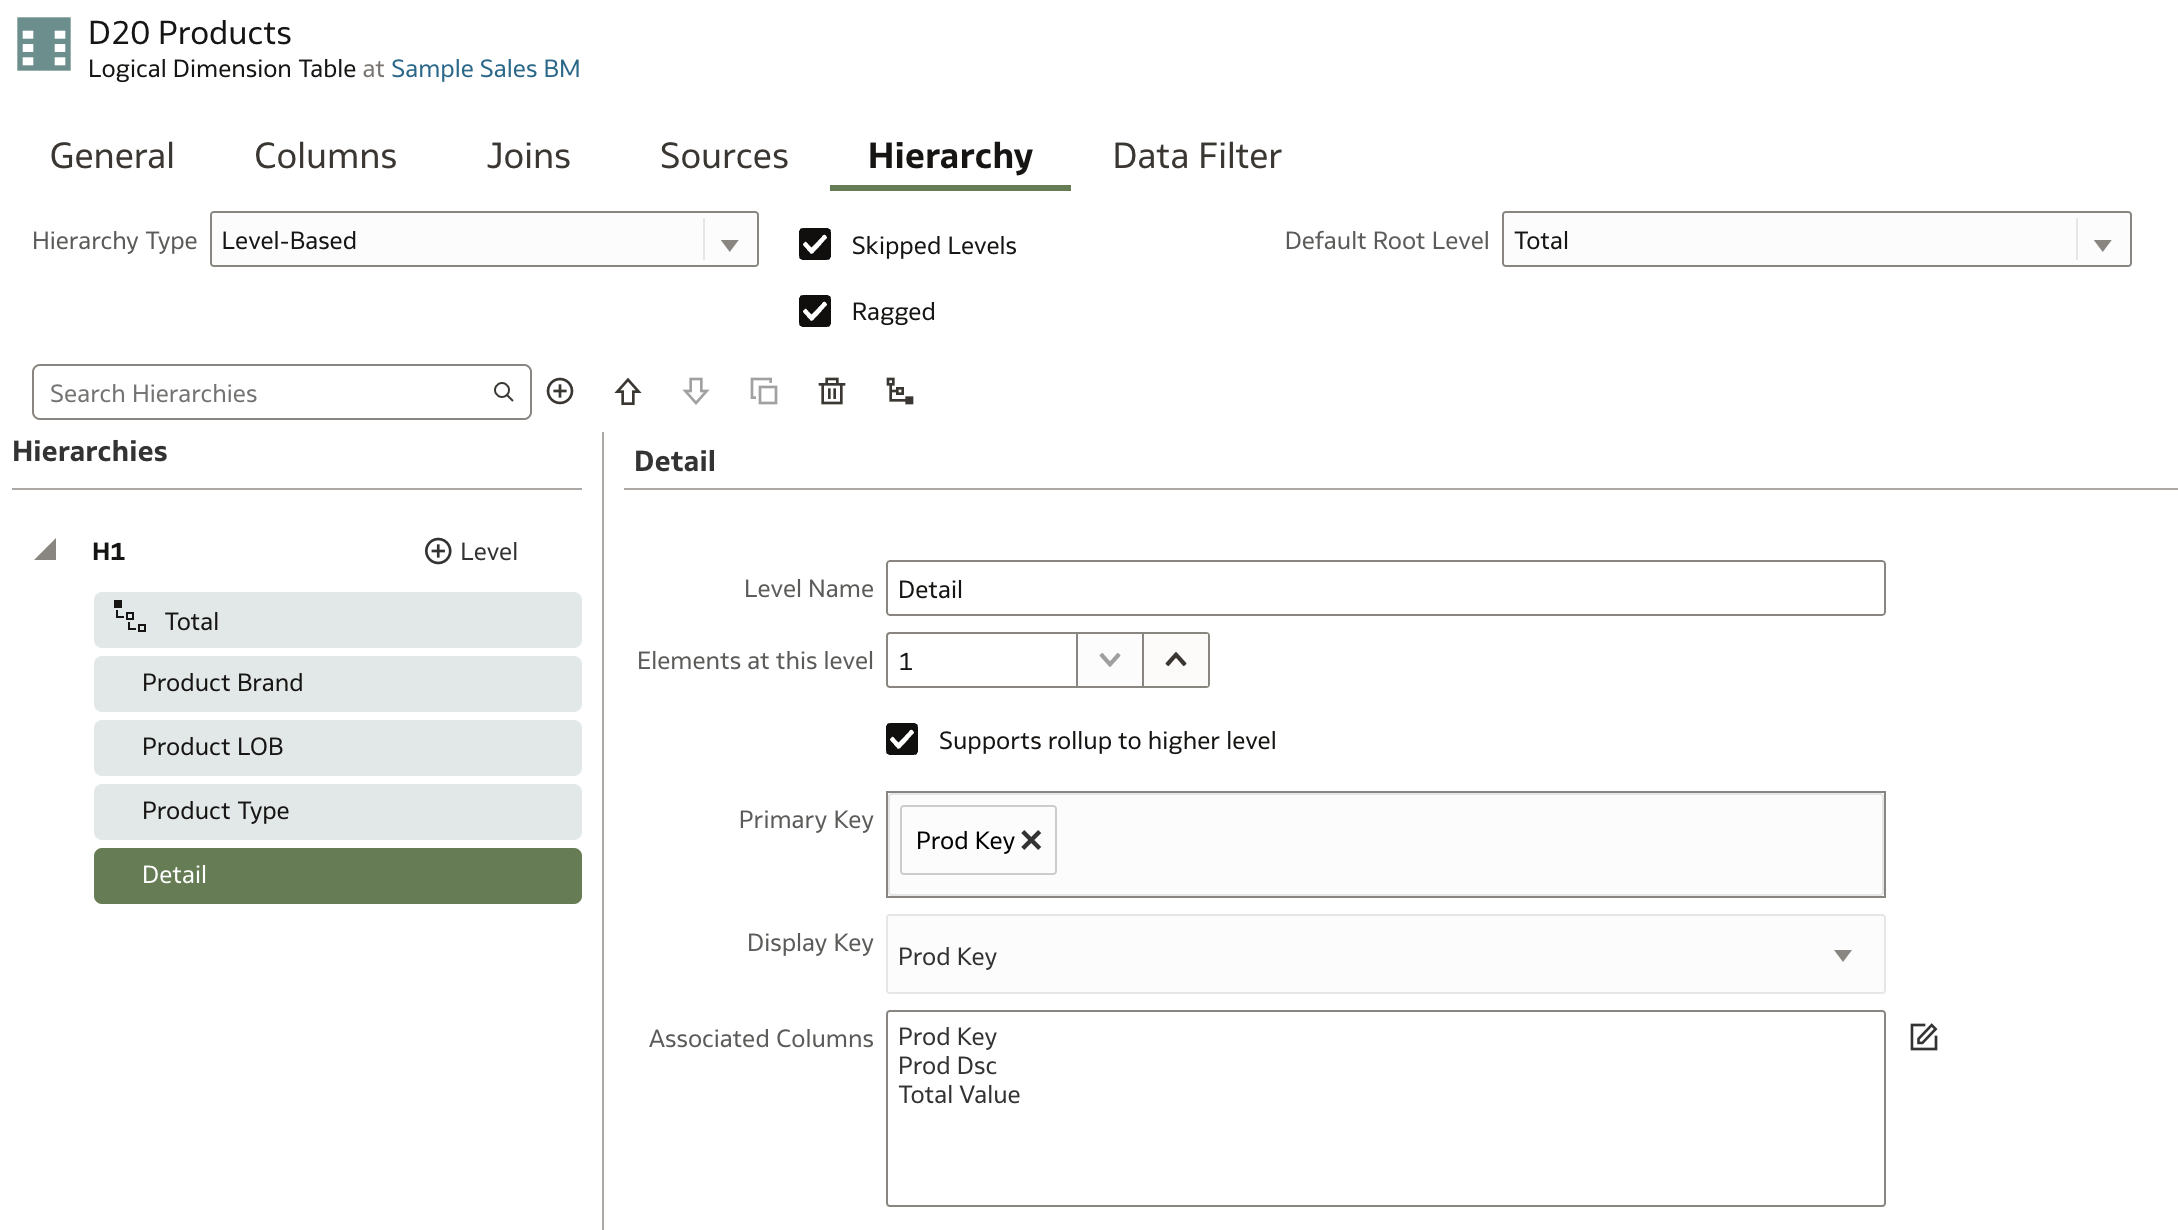 D20 Products
Logical Dimension Table at Sample Sales BM
General Columns Joins Sources Hierarchy Data Filter
Hierarchy Type Level-Based Skipped Levels Default Root Level Total
Ragged
Search Hierarchies
Hierarchies
Detail
H1 Level
Total
Product Brand
Product LOB
Product Type
Detail
Level Name Detail
Elements at this level 1
Supports rollup to higher level
Primary Key Prod Key
Display Key Prod Key
Associated Columns Prod Key
Prod Dsc
Total Value